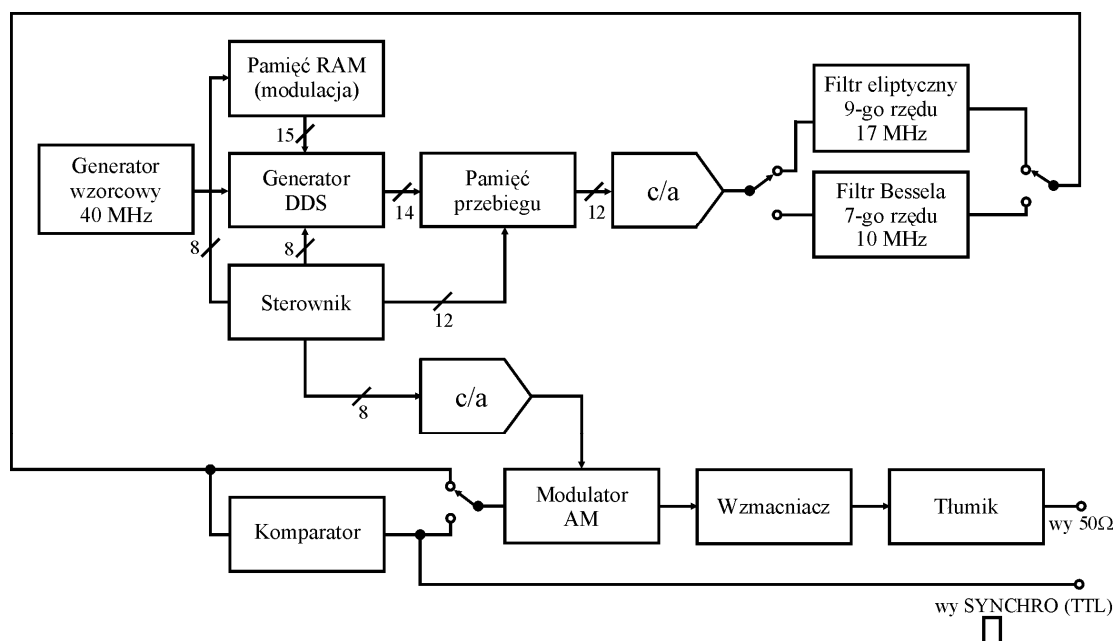 Pamięć RAM
(modulacja)
15
Generator
wzorcowy
40 MHz
Generator
DDS
14
Pamięć
przebiegu
12
c/a
Filtr eliptyczny
9-go rzędu
17 MHz
Filtr Bessela
7-go rzędu
10 MHz
8
8
Sterownik
12
8
c/a
Komparator
Modulator
AM
Wzmacniacz
Tłumik
wy 50Ω
wy SYNCHRO (TTL)